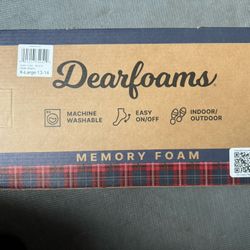 X-Large 13-14
Dearfoams®
MACHINE
WASHABLE
EASY
ON/OFF
INDOOR/
OUTDOOR
MEMORY FOAM